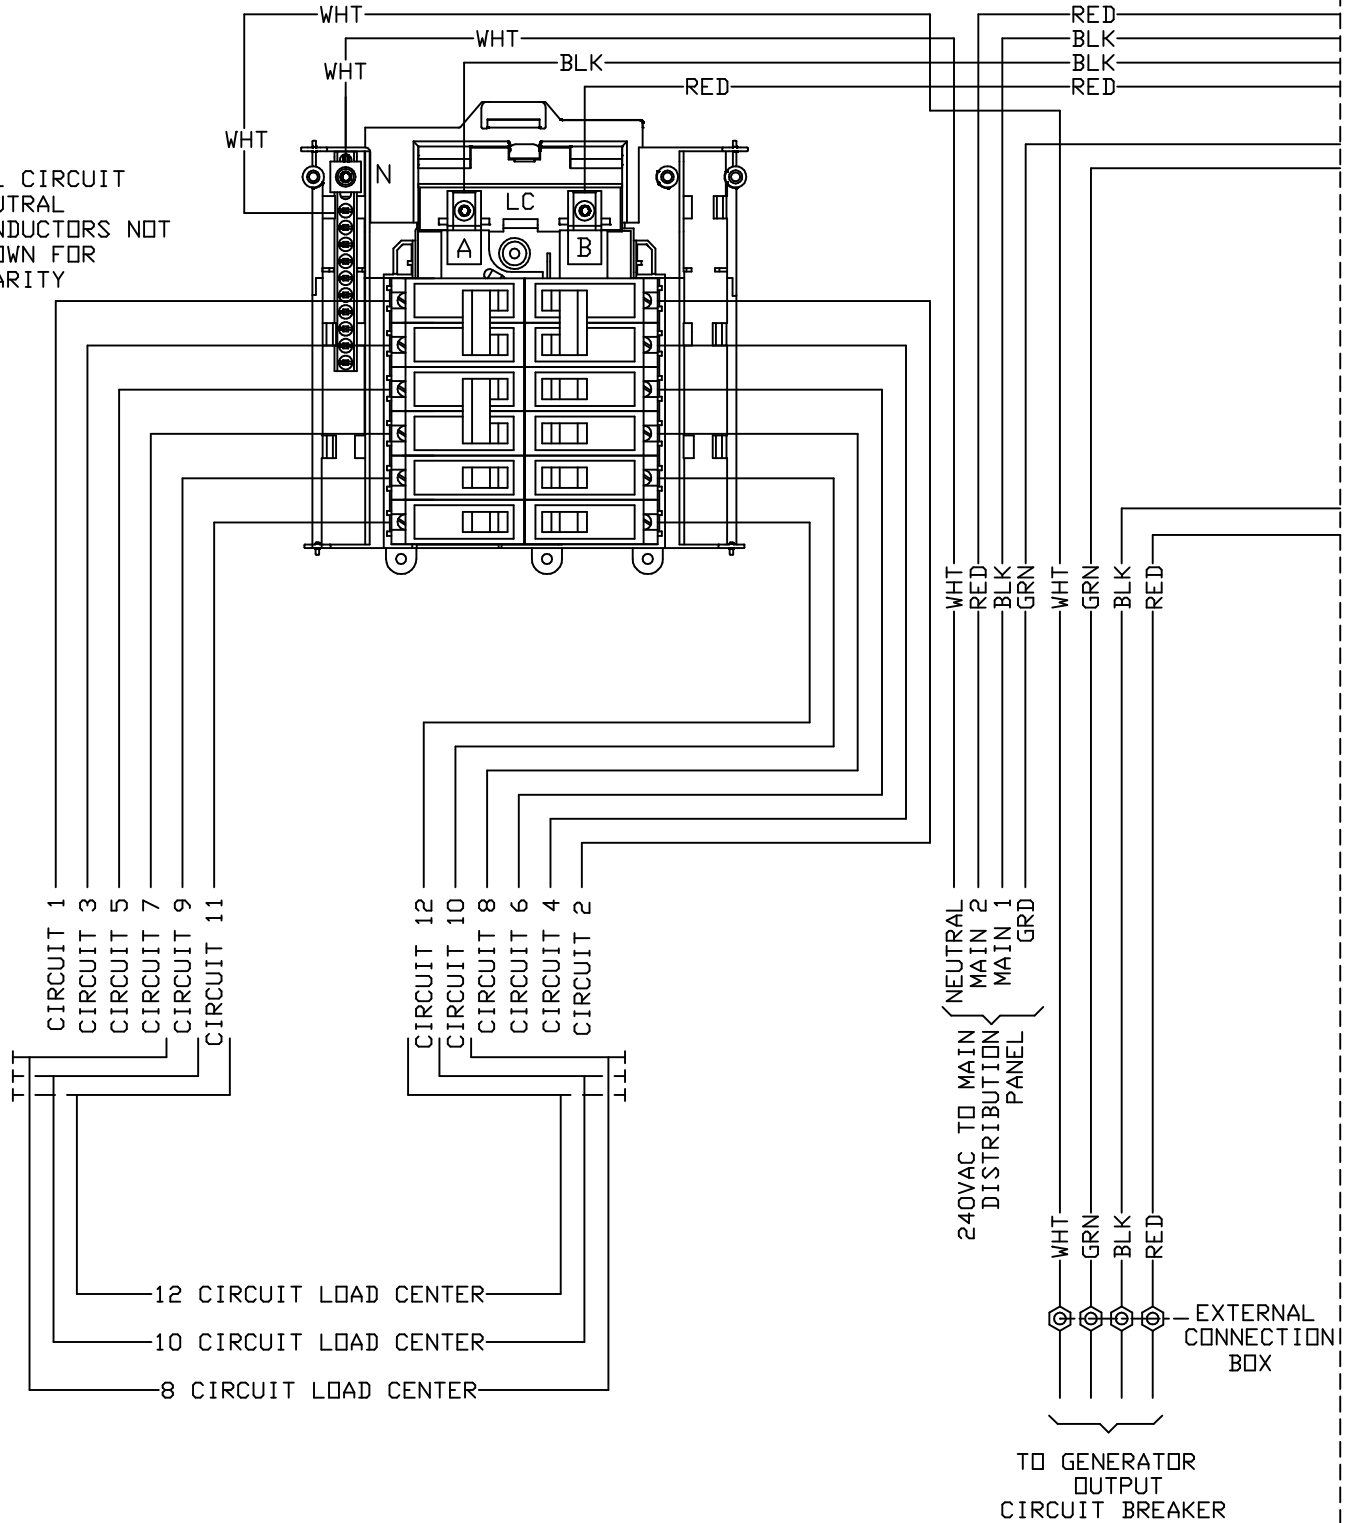 WHT
RED
WHT
BLK
WHT
BLK
BLK
RED
RED
WHT
N
CIRCUIT
LC
NOT
FOR
A
B
WHT
RED
BLK
GRN
WHT
GRN
BLK
RED
CIRCUIT 1
CIRCUIT 3
CIRCUIT 5
CIRCUIT 7
CIRCUIT 9
CIRCUIT 11
CIRCUIT 12
CIRCUIT 10
CIRCUIT 8
CIRCUIT 6
CIRCUIT 4
CIRCUIT 2
NEUTRAL
MAIN 2
MAIN 1
GRD
240VAC TO MAIN
DISTRIBUTION
PANEL
WHT
GRN
BLK
RED
12 CIRCUIT LOAD CENTER
10 CIRCUIT LOAD CENTER
8 CIRCUIT LOAD CENTER
EXTERNAL
CONNECTION
BOX
TO GENERATOR
OUTPUT
CIRCUIT BREAKER